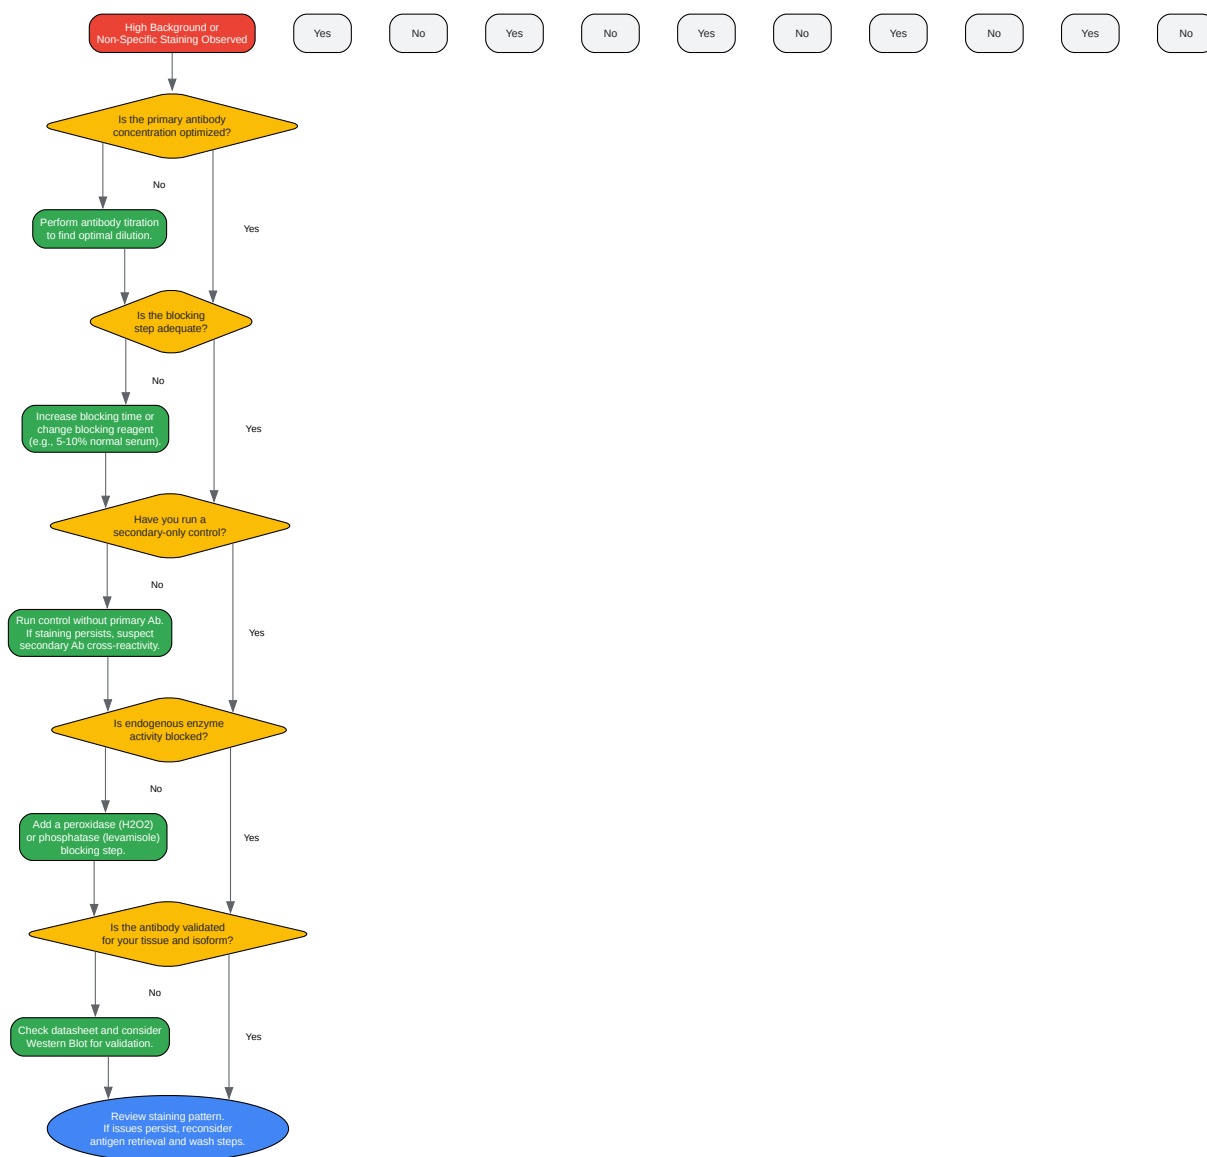 High Background or
Non-Specific Staining Observed
Yes
No
Yes
No
Yes
No
Yes
No
Yes
No
Is the primary antibody
concentration optimized?
No
Perform antibody titration
to find optimal dilution.
Yes
Is the blocking
step adequate?
No
Increase blocking time or
change blocking reagent
(e.g., 5-10% normal serum).
Yes
Have you run a
secondary-only control?
No
Run control without primary Ab.
If staining persists, suspect
secondary Ab cross-reactivity.
Yes
Is endogenous enzyme
activity blocked?
No
Add a peroxidase (H2O2)
or phosphatase (levamisole)
blocking step.
Yes
Is the antibody validated
for your tissue and isoform?
No
Check datasheet and consider
Western Blot for validation.
Yes
Review staining pattern.
If issues persist, reconsider
antigen retrieval and wash steps.